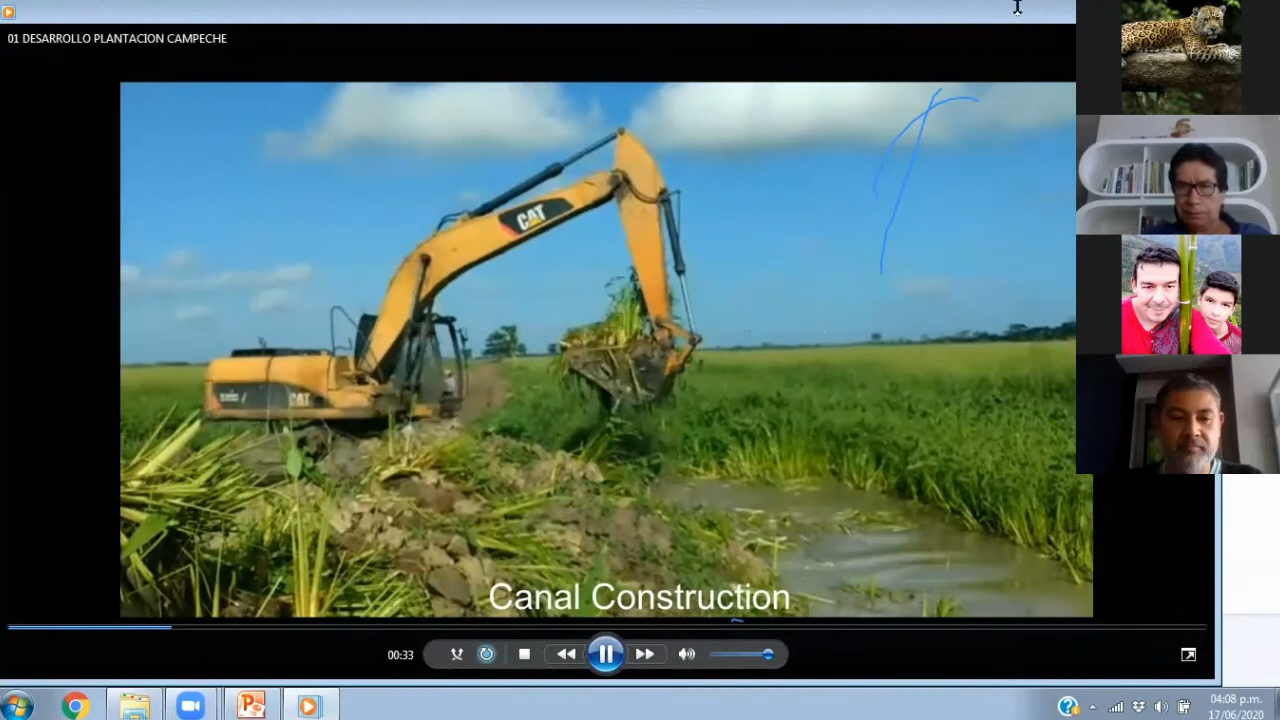 01 DESARROLLO PLANTACION CAMPECHE
CAT
CAT
Canal Construction
00:33
04:08 p.m.
17/06/2020